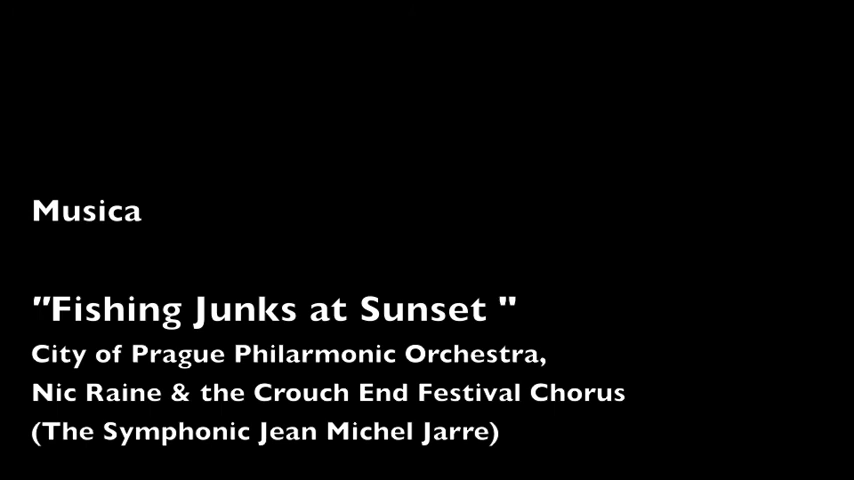 Musica
"Fishing Junks at Sunset "
City of Prague Philarmonic Orchestra,
Nic Raine & the Crouch End Festival Chorus
(The Symphonic Jean Michel Jarre)